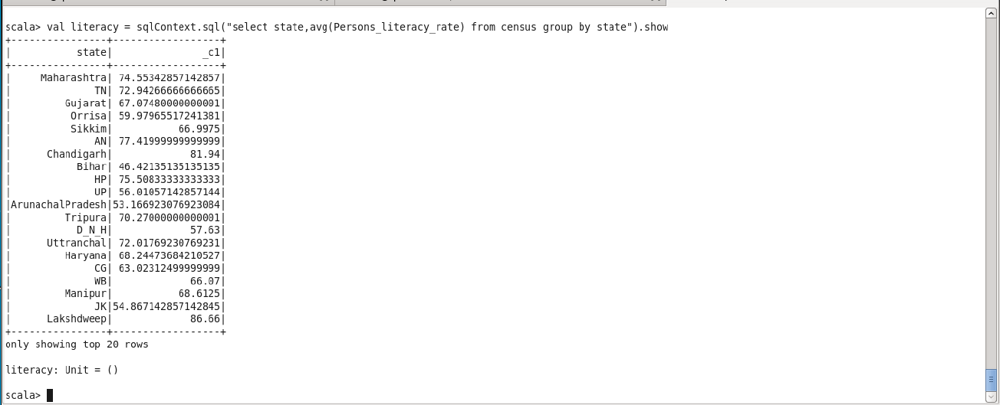 scala> val literacy = sqlContext.sql("select state,avg(Persons_literacy_rate) from census group by state").show
+----------------+------------------+
|           state|               _c1|
+----------------+------------------+
|     Maharashtra| 74.55342857142857|
|              TN| 72.94266666666665|
|         Gujarat| 67.07480000000001|
|          Orrisa| 59.97965517241381|
|          Sikkim|           66.9975|
|              AN| 77.41999999999999|
|      Chandigarh|             81.94|
|           Bihar| 46.42135135135135|
|              HP| 75.50833333333333|
|              UP| 56.01057142857144|
|ArunachalPradesh|53.166923076923084|
|         Tripura| 70.27000000000001|
|           D_N_H|             57.63|
|      Uttranchal| 72.01769230769231|
|         Haryana| 68.24473684210527|
|              CG| 63.02312499999999|
|              WB|             66.07|
|         Manipur|           68.6125|
|              JK|54.867142857142845|
|      Lakshdweep|             86.66|
+----------------+------------------+
only showing top 20 rows
literacy: Unit = ()
scala>